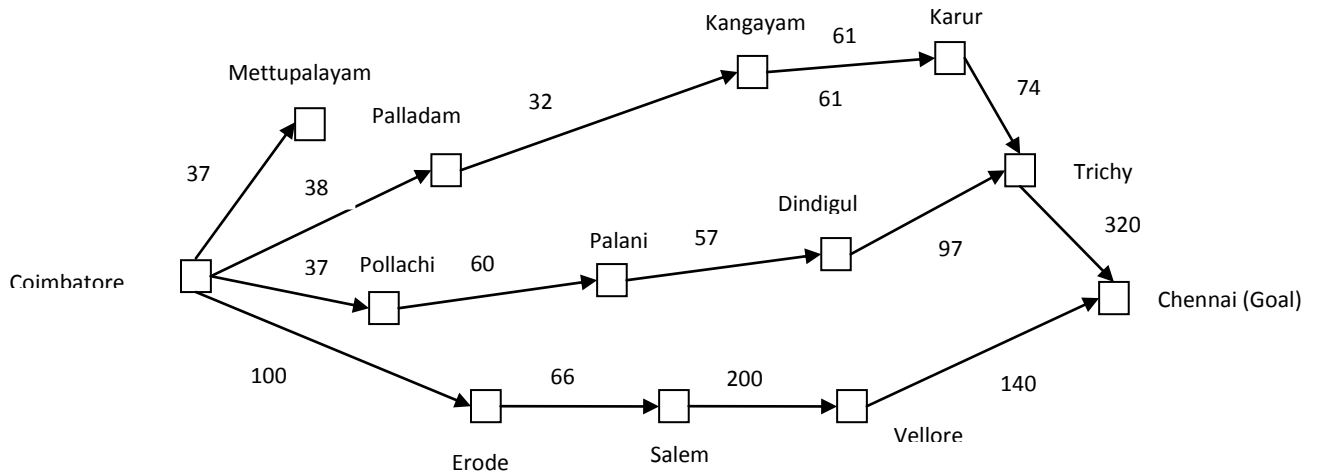 Karur
Kangayam
61
Mettupalayam
32
61
74
Palladam
37
38
Trichy
Dindigul
320
Palani
57
97
37
Pollachi
60
Coimbatore
Chennai (Goal)
100
66
200
140
Vellore
Salem
Erode